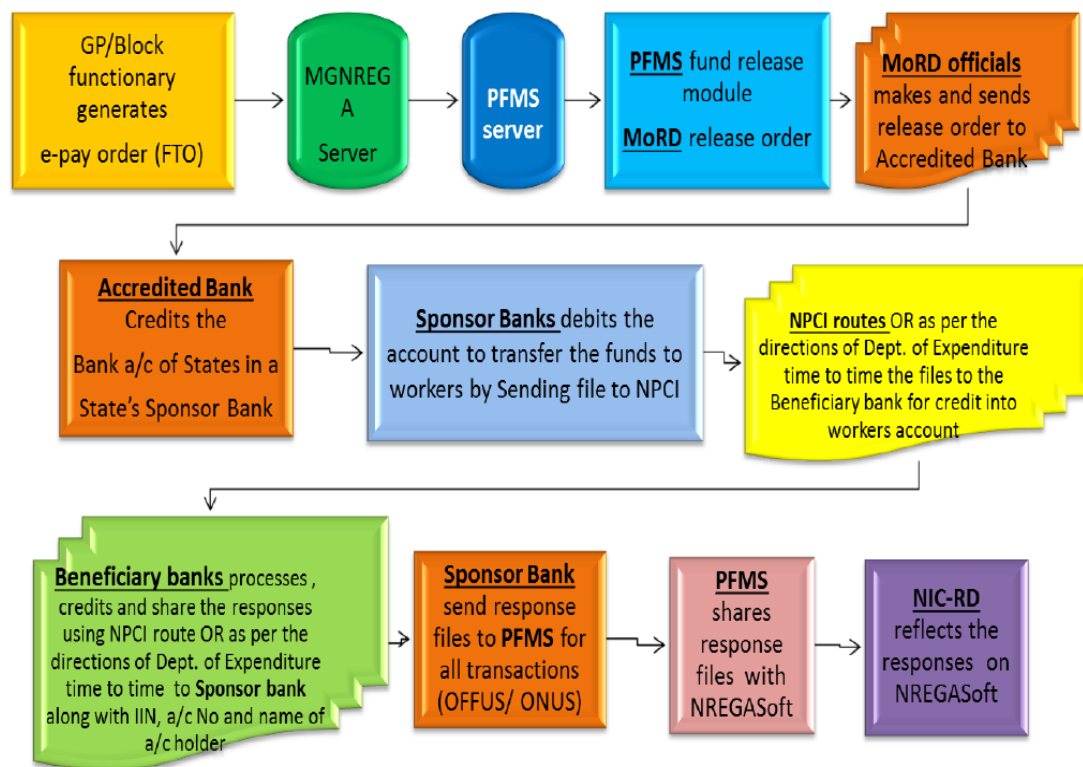 GP/Block
functionary
generates
e-pay order (FTO)
MGNREG
A
Server
PFMS
server
PFMS fund release
module
MoRD release order
MoRD officials
makes and sends
release order to
Accredited Bank
Accredited Bank
Credits the
Bank a/c of States in a
State's Sponsor Bank
Sponsor Banks debits the
account to transfer the funds to
workers by Sending file to NPCI
NPCI routes OR as per the
directions of Dept. of Expenditure
time to time the files to the
Beneficiary bank for credit into
workers account
Beneficiary banks processes ,
credits and share the responses
using NPCI route OR as per the
directions of Dept. of Expenditure
time to time to Sponsor bank
along with IIN, a/c No and name of
a/c holder
Sponsor Bank
send response
files to PFMS for
all transactions
(OFFUS/ ONUS)
PFMS
shares
response
files with
NREGASoft
NIC-RD
reflects the
responses on
NREGASoft